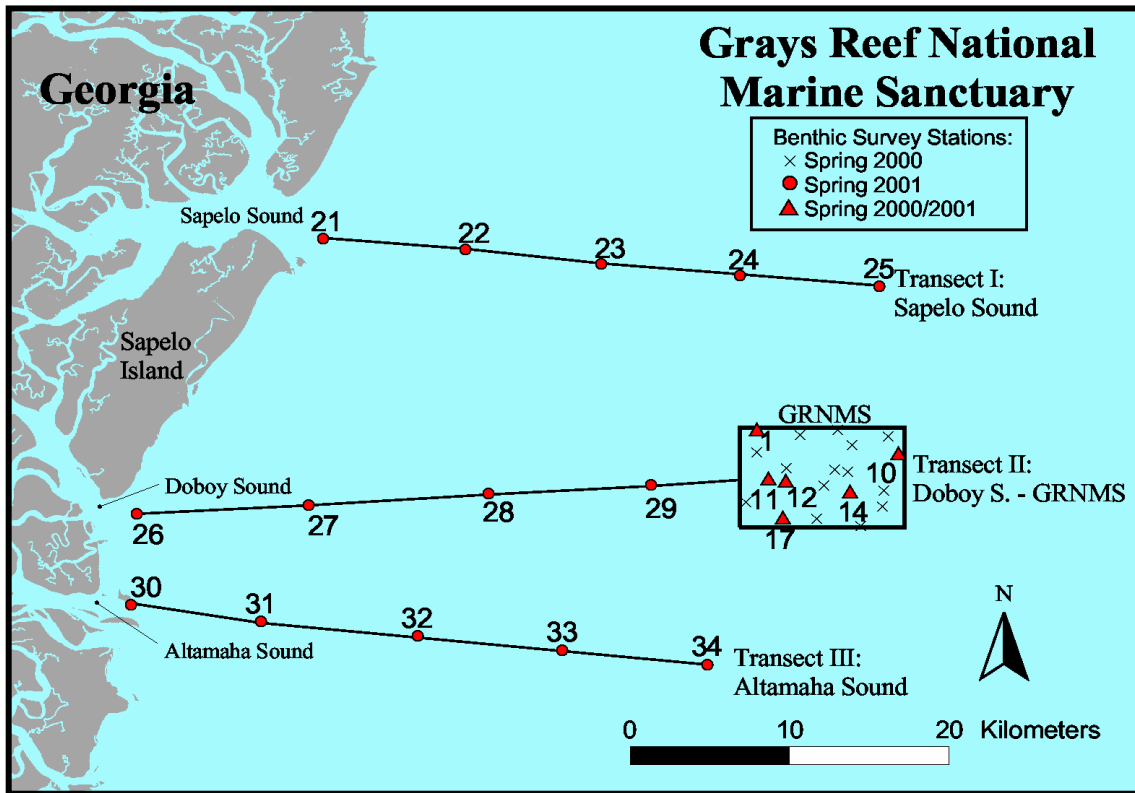 Georgia
Grays Reef National
Marine Sanctuary
Benthic Survey Stations:
Spring 2000
Spring 2001
Spring 2000/2001
Sapelo Sound
21
22
23
24
25
Transect I:
Sapelo Sound
Sapelo
Island
GRNMS
1
10
11
12
14
17
Transect II:
Doboy S. - GRNMS
Doboy Sound
26
27
28
29
30
31
32
33
34
Transect III:
Altamaha Sound
Altamaha Sound
N
0 10 20 Kilometers